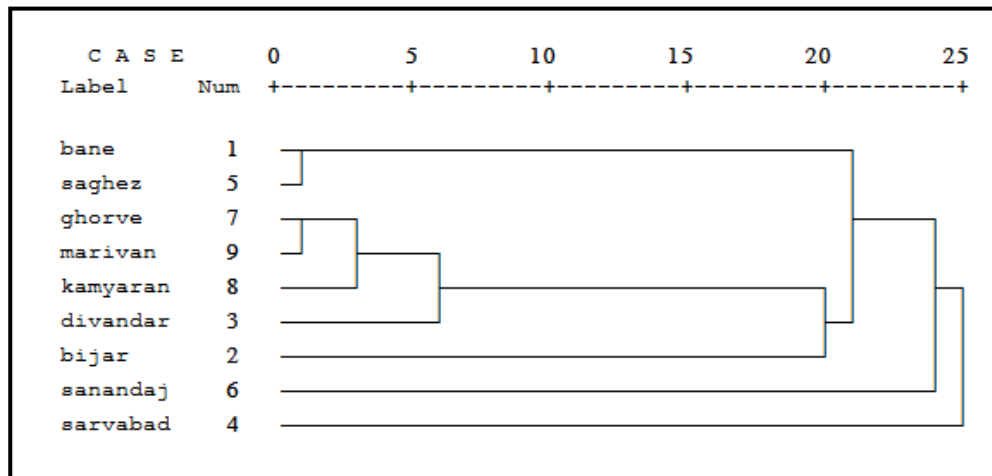 C A S E 0 5 10 15 20 25
Label Num +---------+---------+---------+---------+---------+
bane 1
saghez 5
ghorve 7
marivan 9
kamyaran 8
divandar 3
bijar 2
sanandaj 6
sarvabad 4